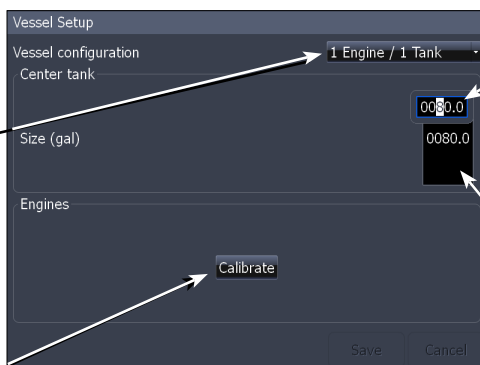 Vessel Setup
Vessel configuration
1 Engine / 1 Tank
Center tank
0080.0
Size (gal)
0080.0
Engines
Calibrate
Save
Cancel